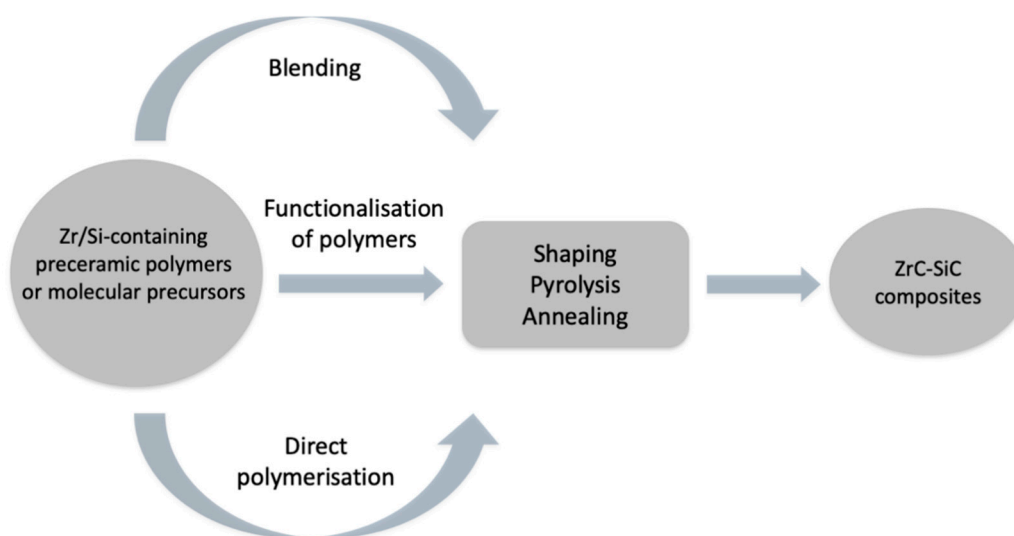 Blending
Zr/Si-containing
preceramic polymers
or molecular precursors
Functionalisation
of polymers
Direct
polymerisation
Shaping
Pyrolysis
Annealing
ZrC-SiC
composites